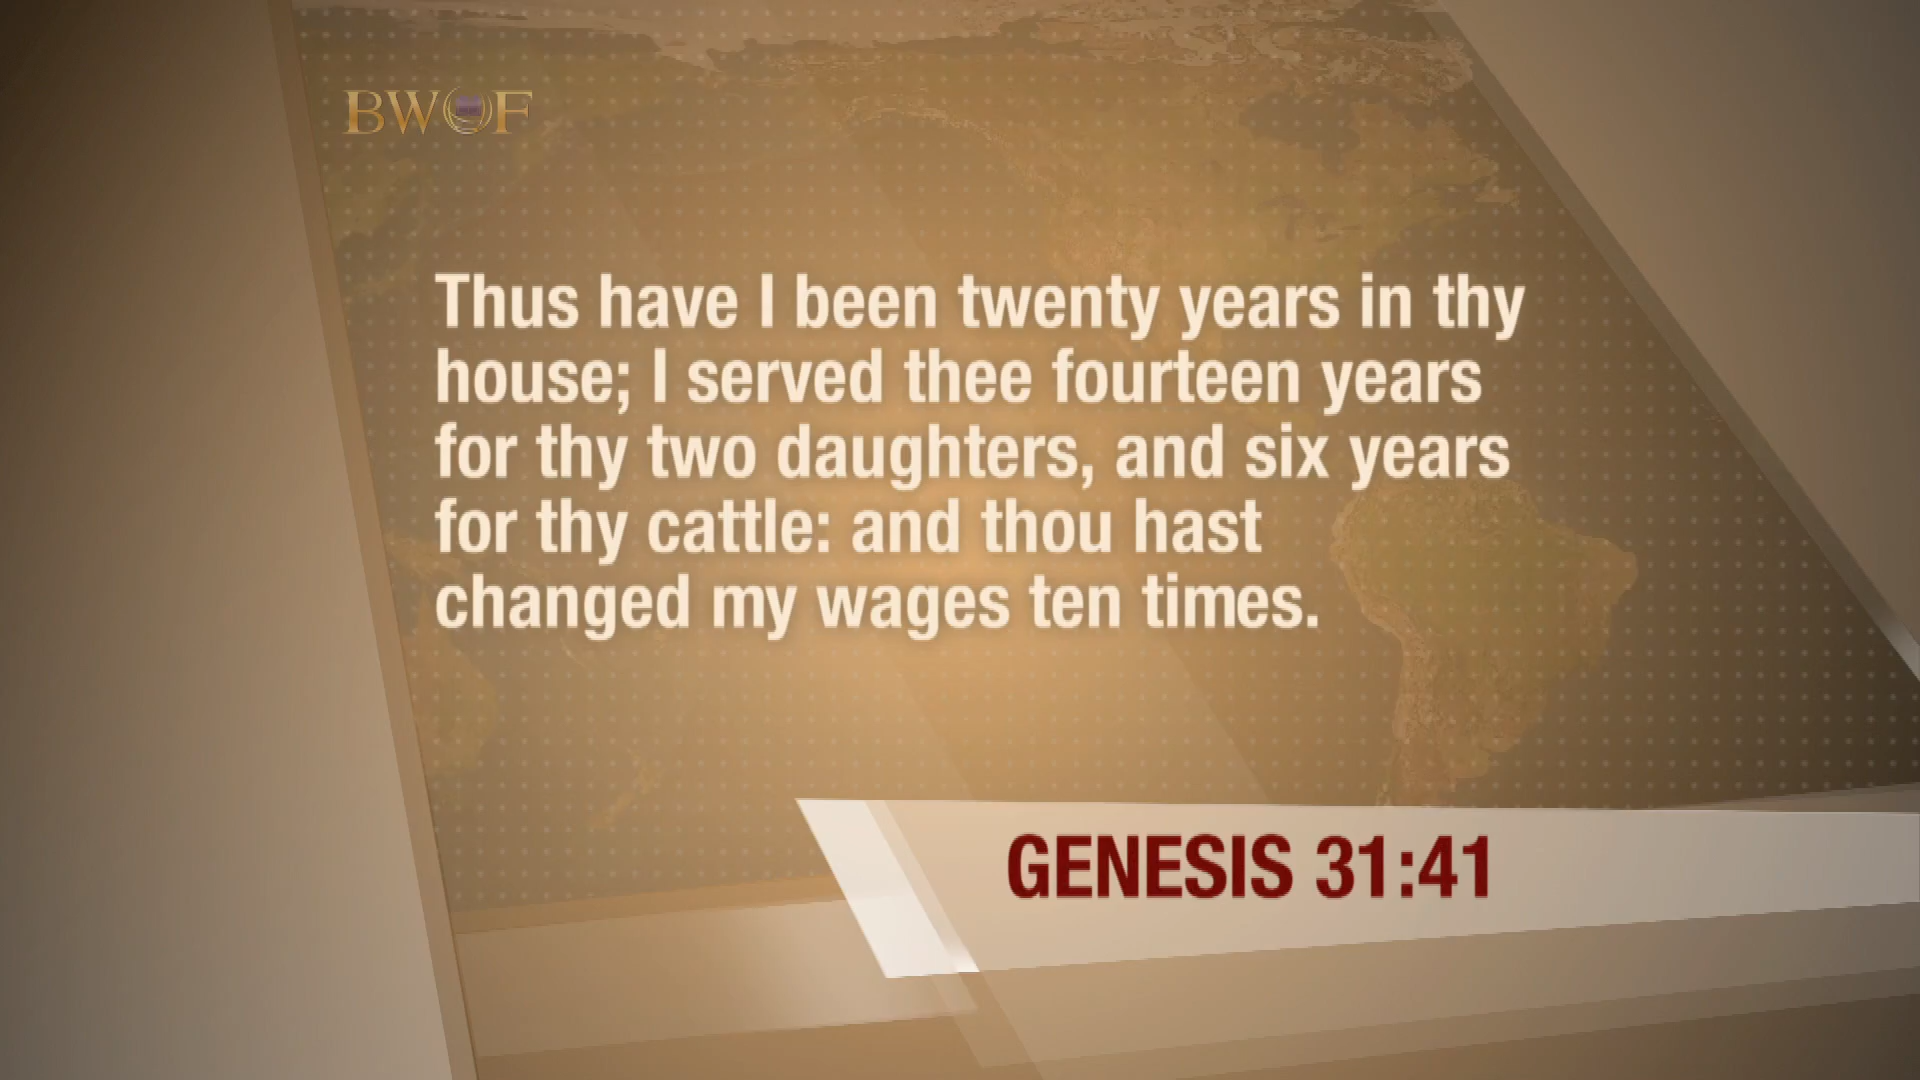 BWOF
Thus have I been twenty years in thy
house; I served thee fourteen years
for thy two daughters, and six years
for thy cattle: and thou hast
changed my wages ten times.
GENESIS 31:41